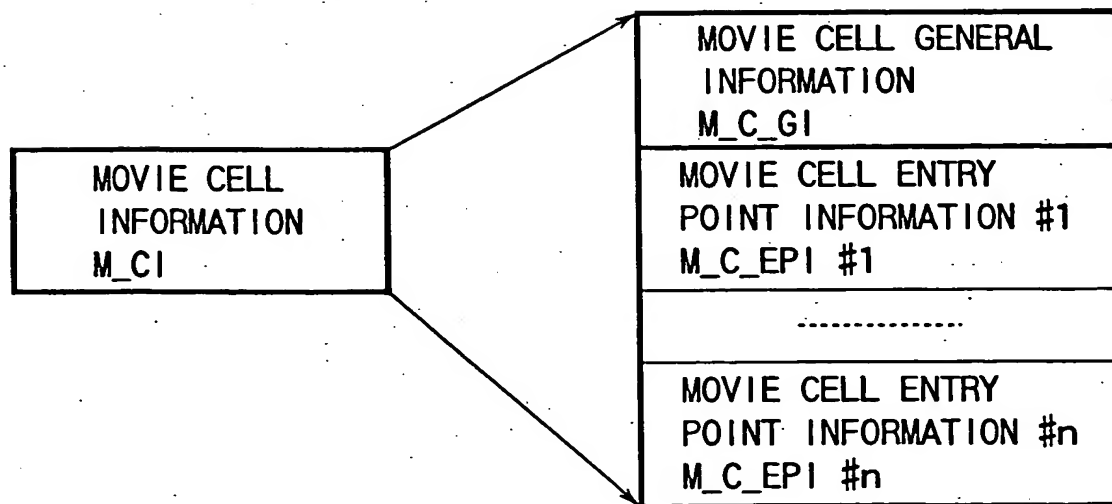 MOVIE CELL
INFORMATION
M_CI
MOVIE CELL GENERAL
INFORMATION
M_C_GI
MOVIE CELL ENTRY
POINT INFORMATION #1
M_C_EPI #1
---------------
MOVIE CELL ENTRY
POINT INFORMATION #n
M_C_EPI #n